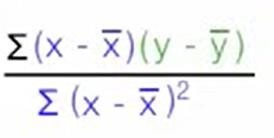 Σ(x - x̅)(y - y̅)
Σ (x - x̅)²